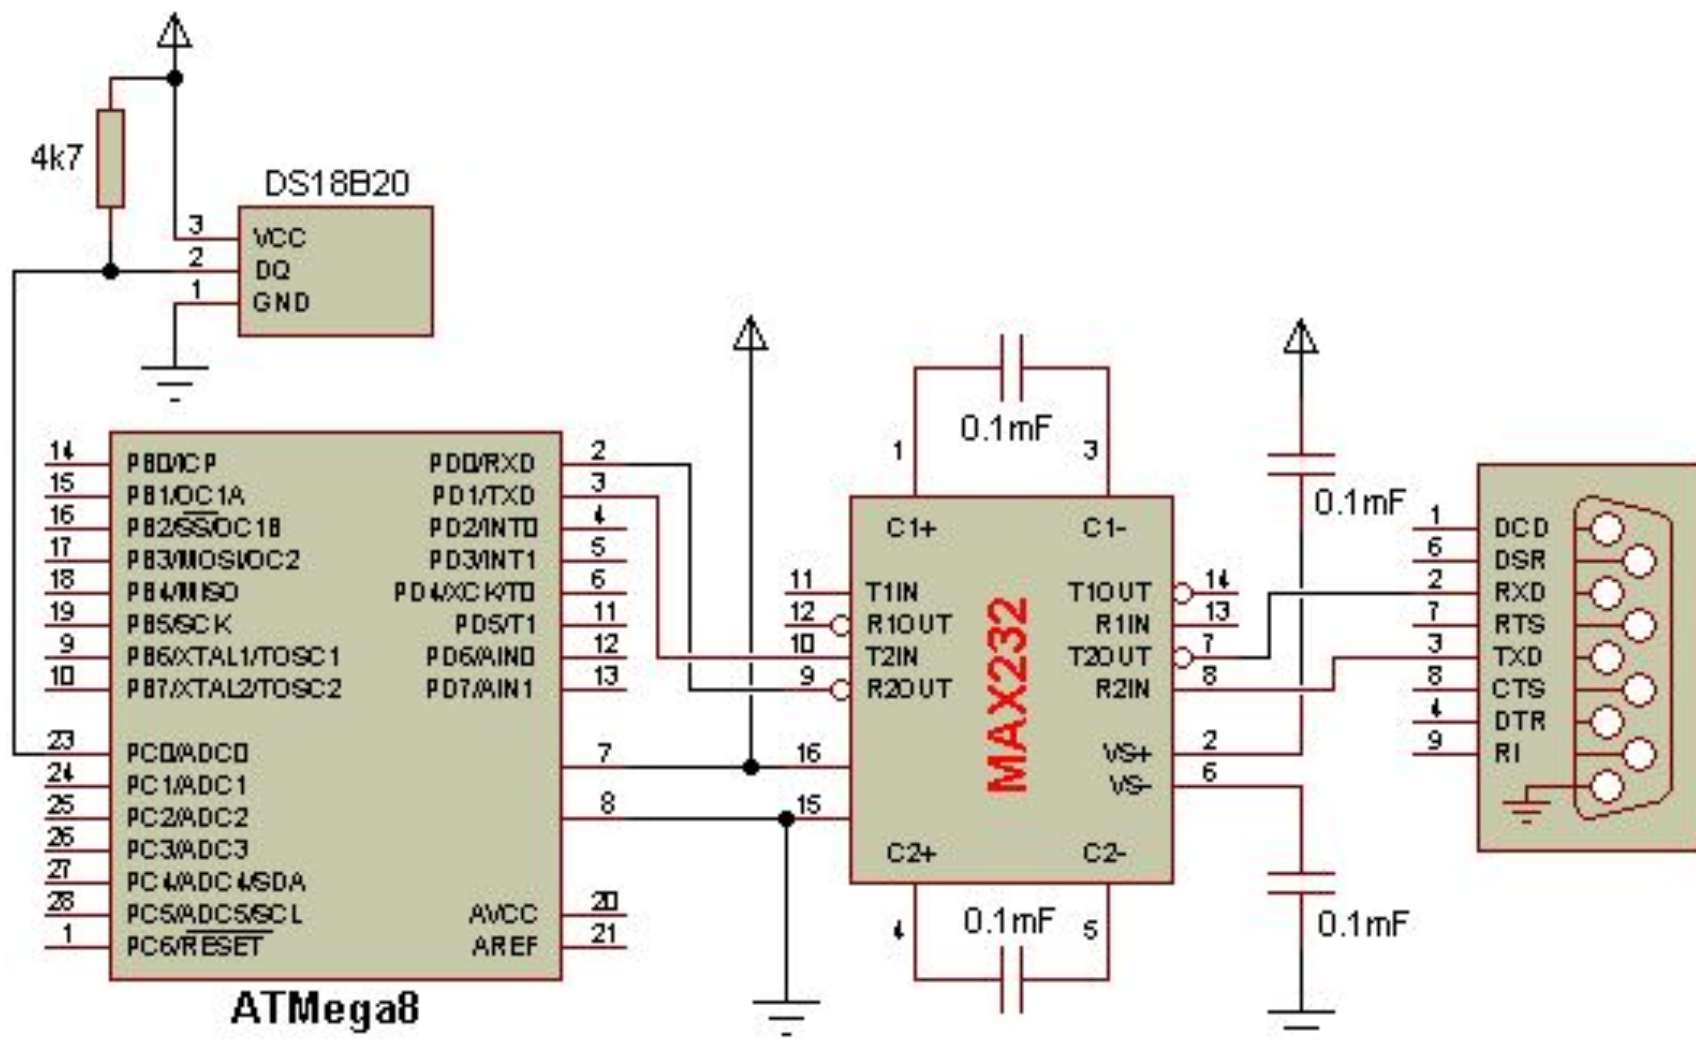 4k7
DS18B20
3 VCC
2 DQ
1 GND
14 PB0/ICP
15 PB1/OC1A
16 PB2/SS/OC1B
17 PB3/MOSI/OC2
18 PB4/MISO
19 PB5/SCK
9 PB6/XTAL1/TOSC1
10 PB7/XTAL2/TOSC2
23 PC0/ADC0
24 PC1/ADC1
25 PC2/ADC2
26 PC3/ADC3
27 PC4/ADC4/SDA
28 PC5/ADC5/SCL
1 PC6/RESET
PD0/RXD 2
PD1/TXD 3
PD2/INT0 4
PD3/INT1 5
PD4/XCK/T0 6
PD5/T1 11
PD6/AIN0 12
PD7/AIN1 13
7
8
AVCC 20
AREF 21
ATMega8
0.1mF
1 3
C1+ C1-
11 T1IN
12 R1OUT
10 T2IN
9 R2OUT
16
15
MAX232
T1OUT 14
R1IN 13
T2OUT 7
R2IN 8
VS+ 2
VS- 6
C2+ C2-
4 5
0.1mF
0.1mF
0.1mF
1 DCD
6 DSR
2 RXD
7 RTS
3 TXD
8 CTS
4 DTR
9 RI